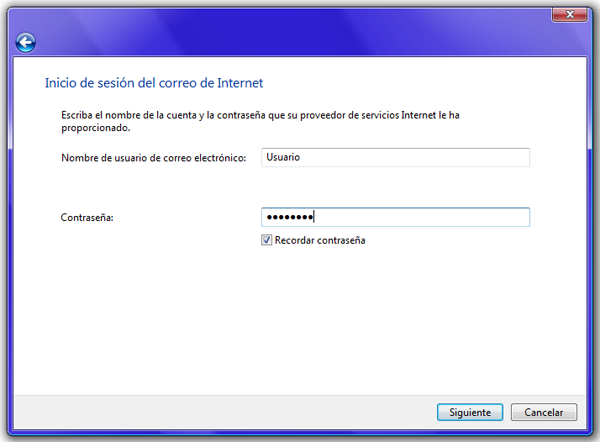 Inicio de sesión del correo de Internet
Escriba el nombre de la cuenta y la contraseña que su proveedor de servicios Internet le ha
proporcionado.
Nombre de usuario de correo electrónico: Usuario
Contraseña: ●●●●●●●●
Recordar contraseña
Siguiente Cancelar